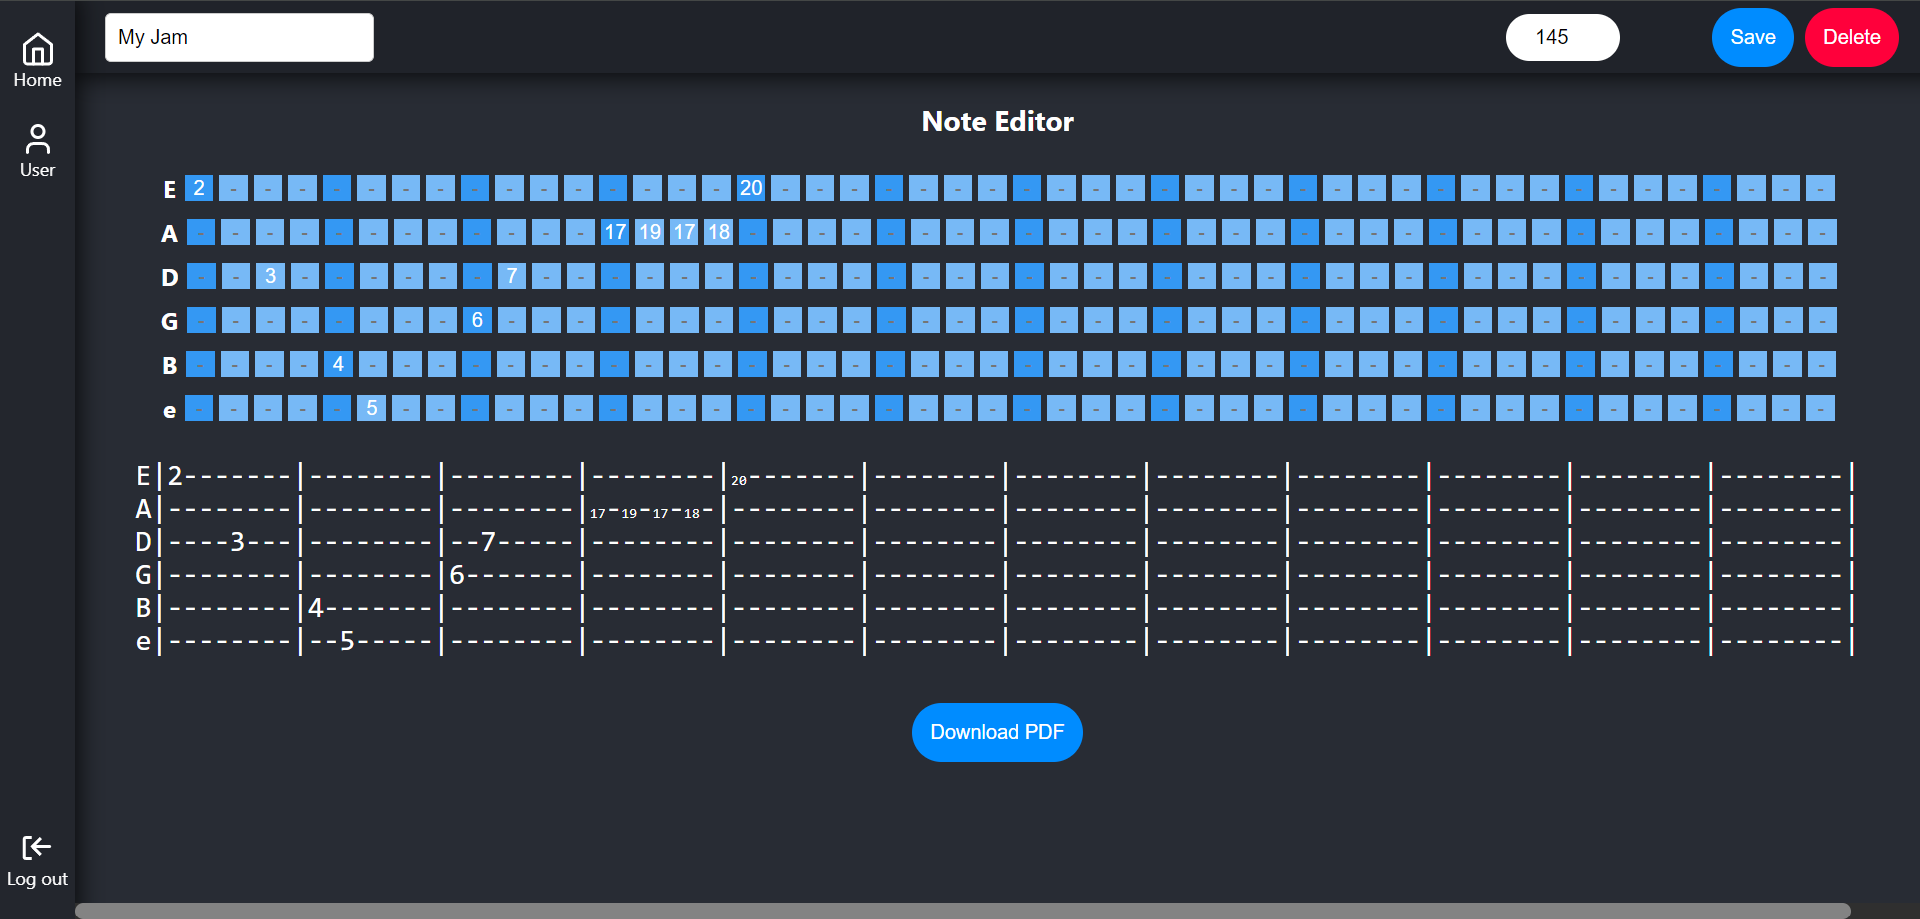 My Jam
145
Save
Delete
Home
User
Note Editor
E 2 - - - - - - - - - - - - - - - 20 - - - - - - - - - - - - - - - - - - - - - - - - - - - - - - -
A - - - - - - - - - - - - 17 19 17 18 - - - - - - - - - - - - - - - - - - - - - - - - - - - - - - - -
D - - 3 - - - - - - 7 - - - - - - - - - - - - - - - - - - - - - - - - - - - - - - - - - - - - - -
G - - - - - - - - 6 - - - - - - - - - - - - - - - - - - - - - - - - - - - - - - - - - - - - - - -
B - - - - 4 - - - - - - - - - - - - - - - - - - - - - - - - - - - - - - - - - - - - - - - - - - -
e - - - - - 5 - - - - - - - - - - - - - - - - - - - - - - - - - - - - - - - - - - - - - - - - - -
E|2-------|--------|--------|--------|20-------|--------|--------|--------|--------|--------|--------|--------|
A|--------|--------|--------|17-19-17-18-|--------|--------|--------|--------|--------|--------|--------|--------|
D|----3---|--------|--7-----|--------|--------|--------|--------|--------|--------|--------|--------|--------|
G|--------|--------|6-------|--------|--------|--------|--------|--------|--------|--------|--------|--------|
B|--------|4-------|--------|--------|--------|--------|--------|--------|--------|--------|--------|--------|
e|--------|--5-----|--------|--------|--------|--------|--------|--------|--------|--------|--------|--------|
Download PDF
Log out